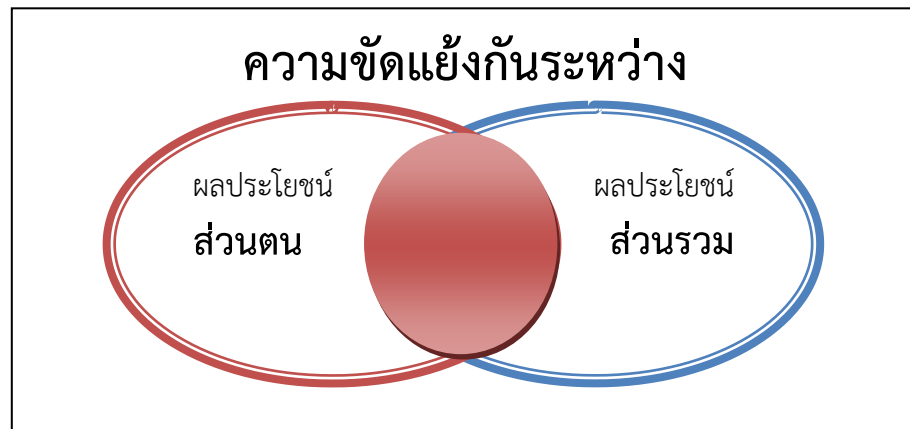 ความขัดแย้งกันระหว่าง
ผลประโยชน์
ส่วนตน
ผลประโยชน์
ส่วนรวม